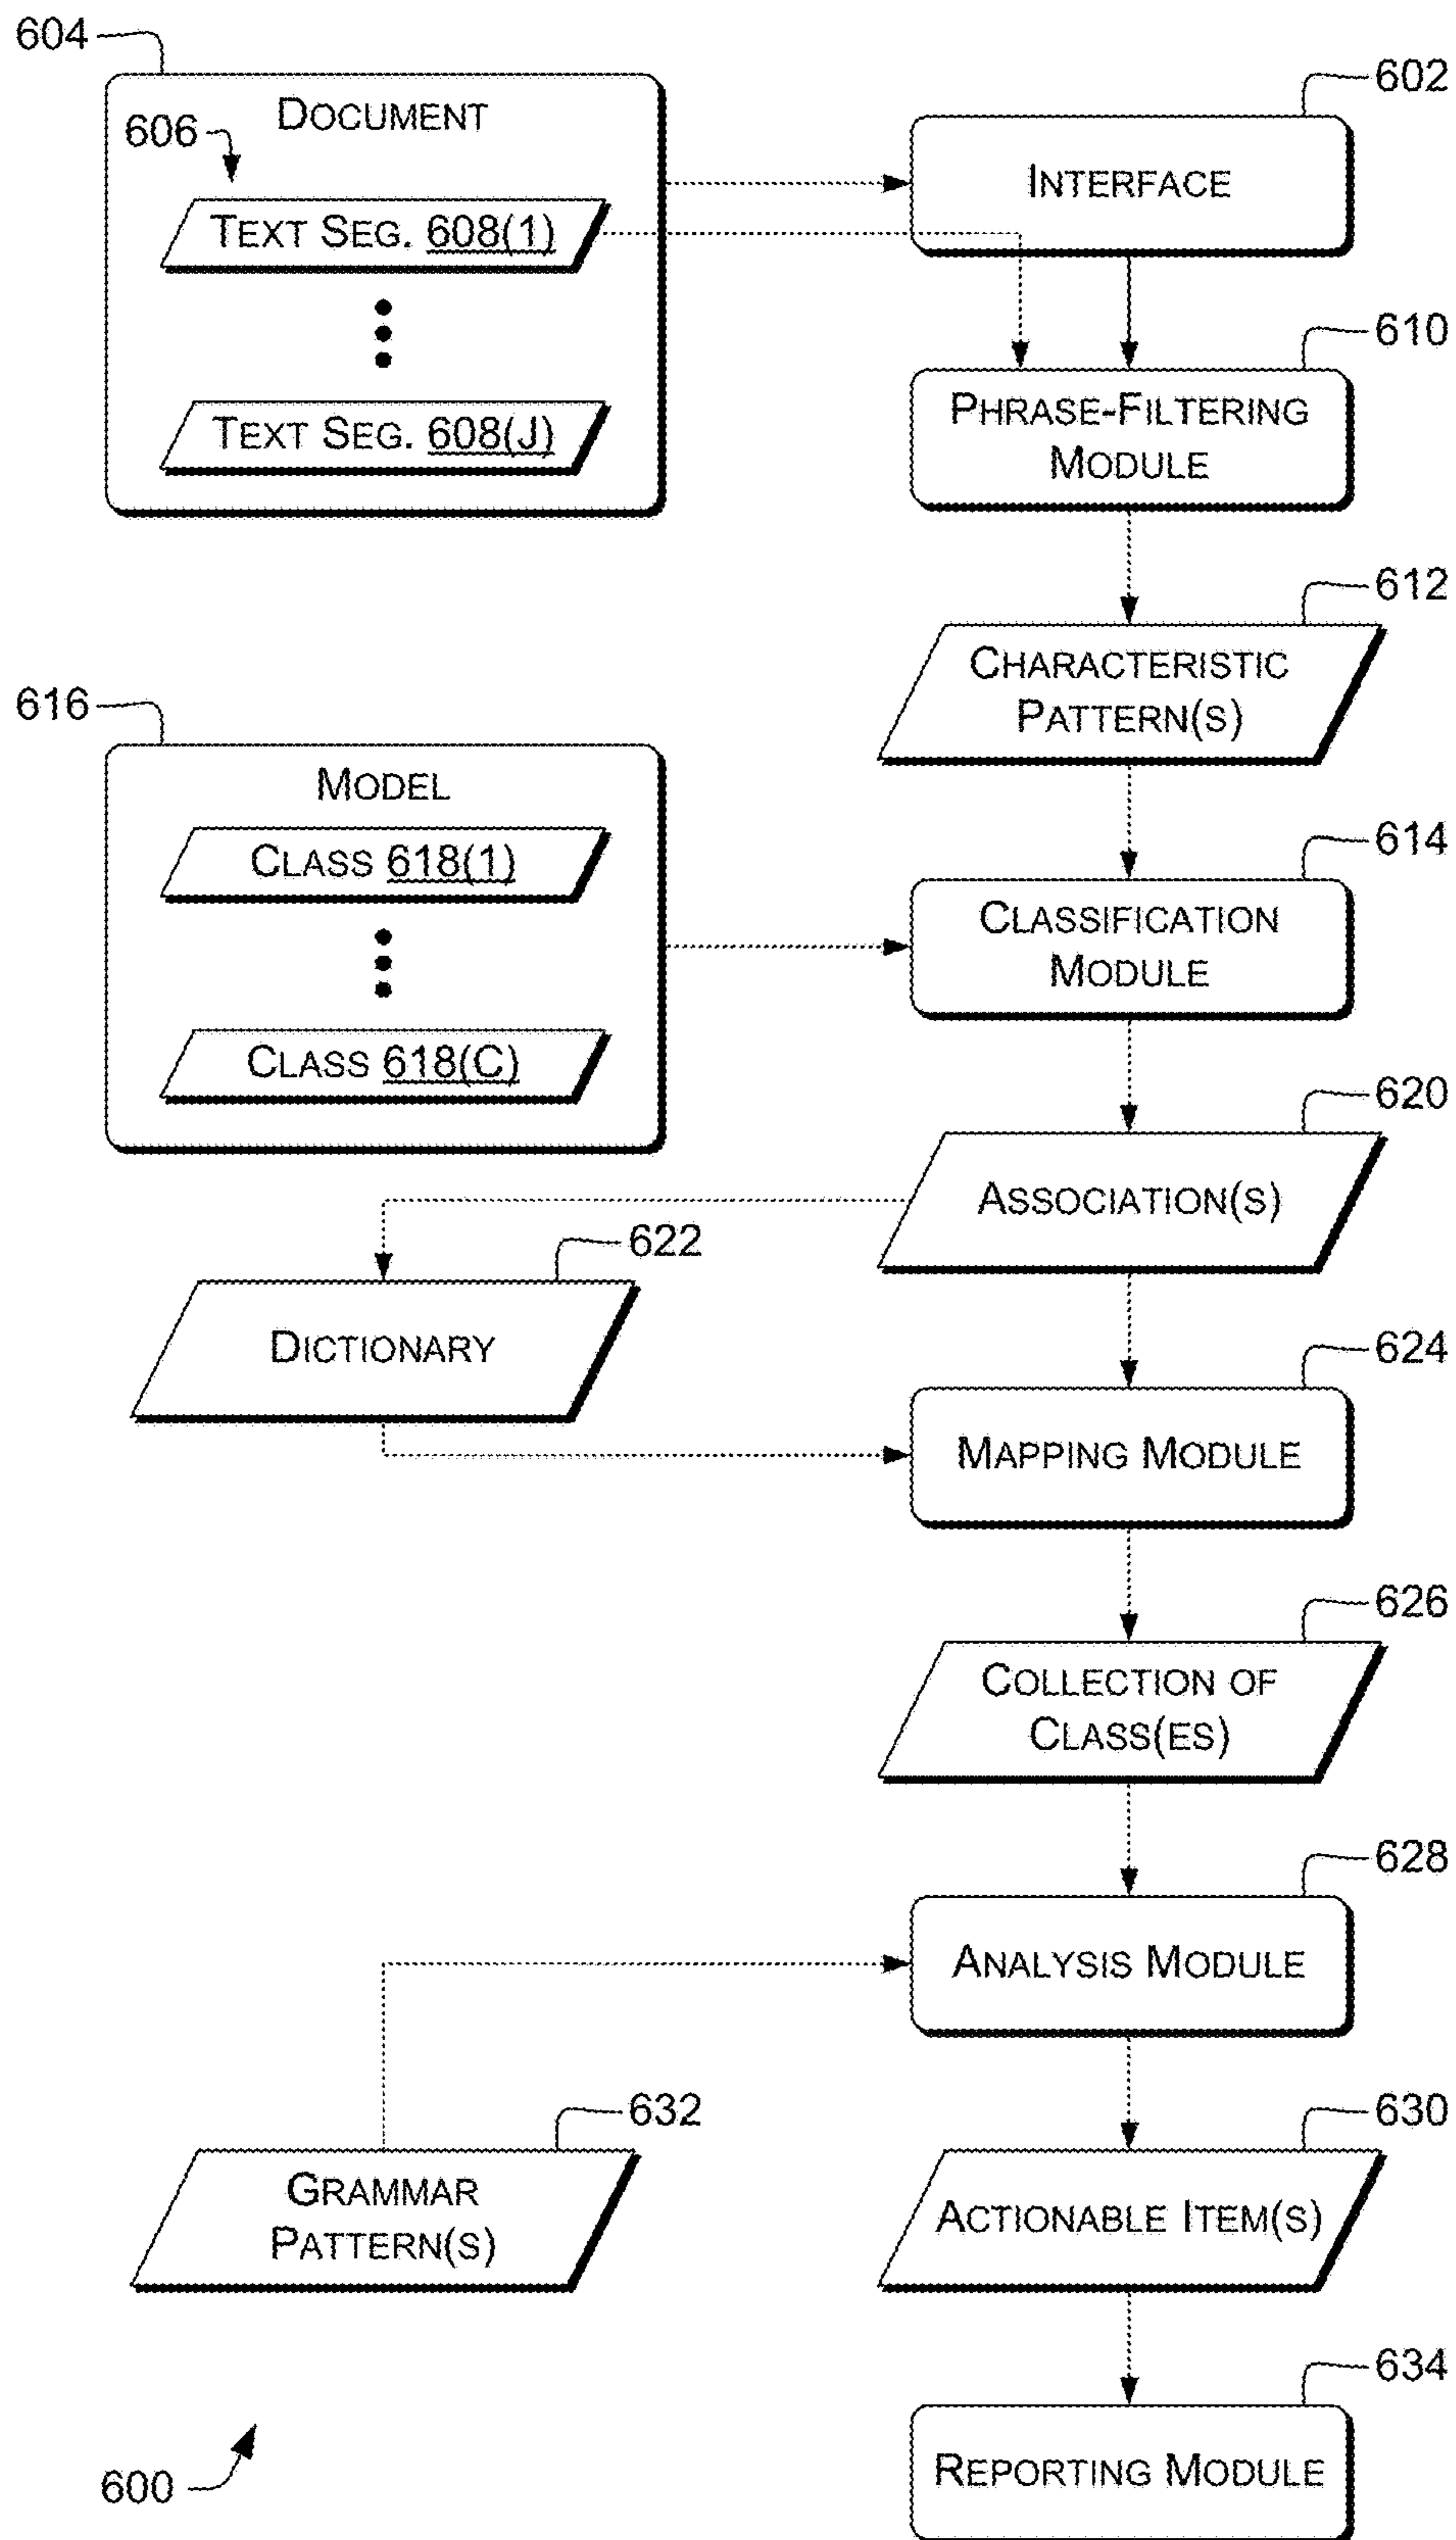 604
DOCUMENT
606
TEXT SEG. 608(1)
TEXT SEG. 608(J)
602
INTERFACE
610
PHRASE-FILTERING
MODULE
612
CHARACTERISTIC
PATTERN(S)
616
MODEL
CLASS 618(1)
CLASS 618(C)
614
CLASSIFICATION
MODULE
620
ASSOCIATION(S)
622
DICTIONARY
624
MAPPING MODULE
626
COLLECTION OF
CLASS(ES)
628
ANALYSIS MODULE
632
GRAMMAR
PATTERN(S)
630
ACTIONABLE ITEM(S)
634
REPORTING MODULE
600